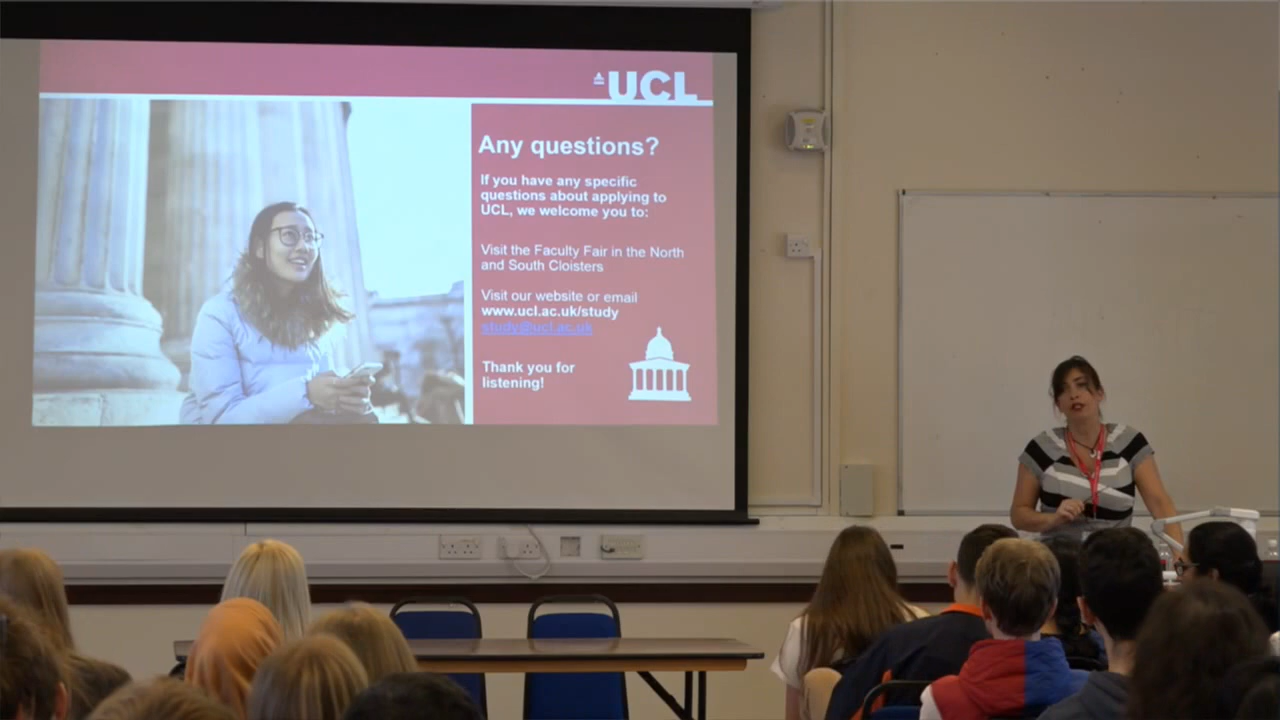 UCL
Any questions?
If you have any specific
questions about applying to
UCL, we welcome you to:
Visit the Faculty Fair in the North
and South Cloisters
Visit our website or email
www.ucl.ac.uk/study
study@ucl.ac.uk
Thank you for
listening!